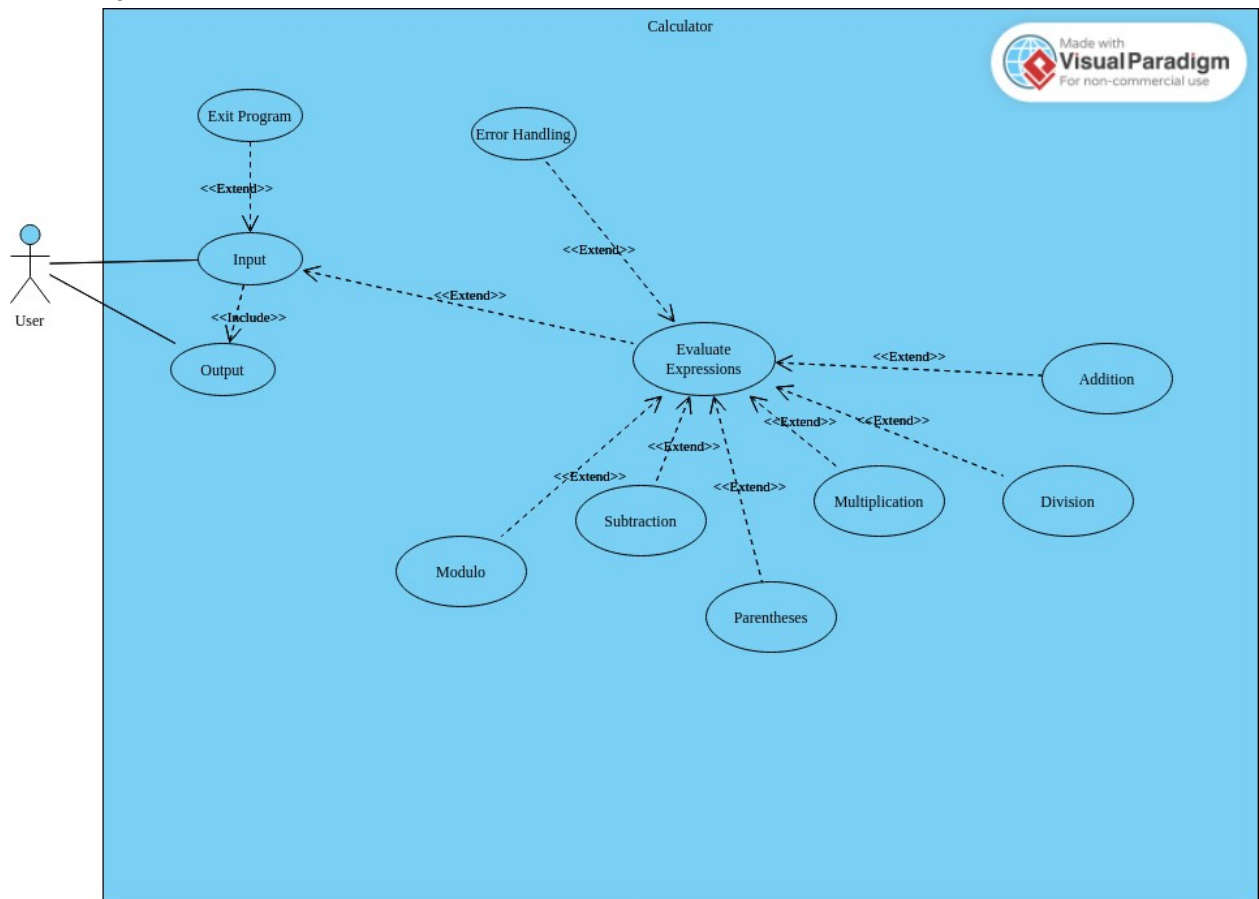 Calculator
Made with
Visual Paradigm
For non-commercial use
Exit Program
Error Handling
<<Extend>>
<<Extend>>
Input
<<Extend>>
<<Include>>
User
Output
Evaluate
Expressions
<<Extend>>
Addition
<<Extend>>
<<Extend>>
<<Extend>>
<<Extend>>
<<Extend>>
Multiplication
Division
Subtraction
Modulo
Parentheses